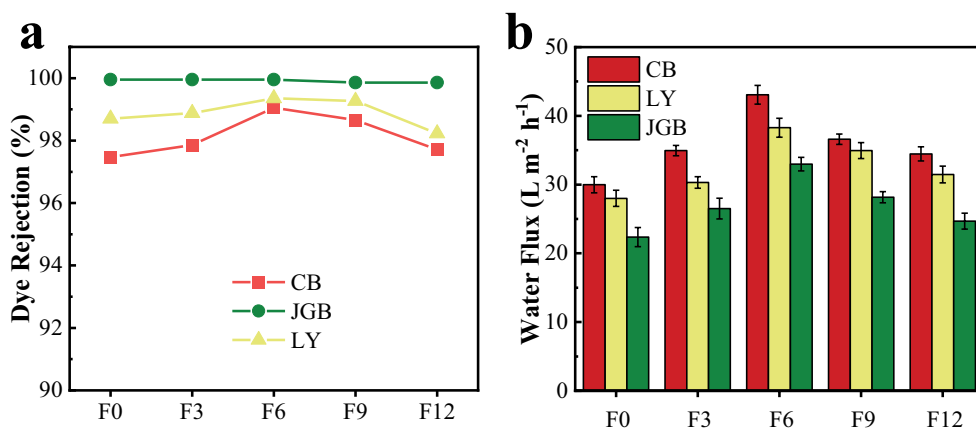 a
Dye Rejection (%)
100
98
96
94
92
90
CB
JGB
LY
F0 F3 F6 F9 F12
b
Water Flux (L m⁻² h⁻¹)
50
40
30
20
10
0
CB
LY
JGB
F0 F3 F6 F9 F12